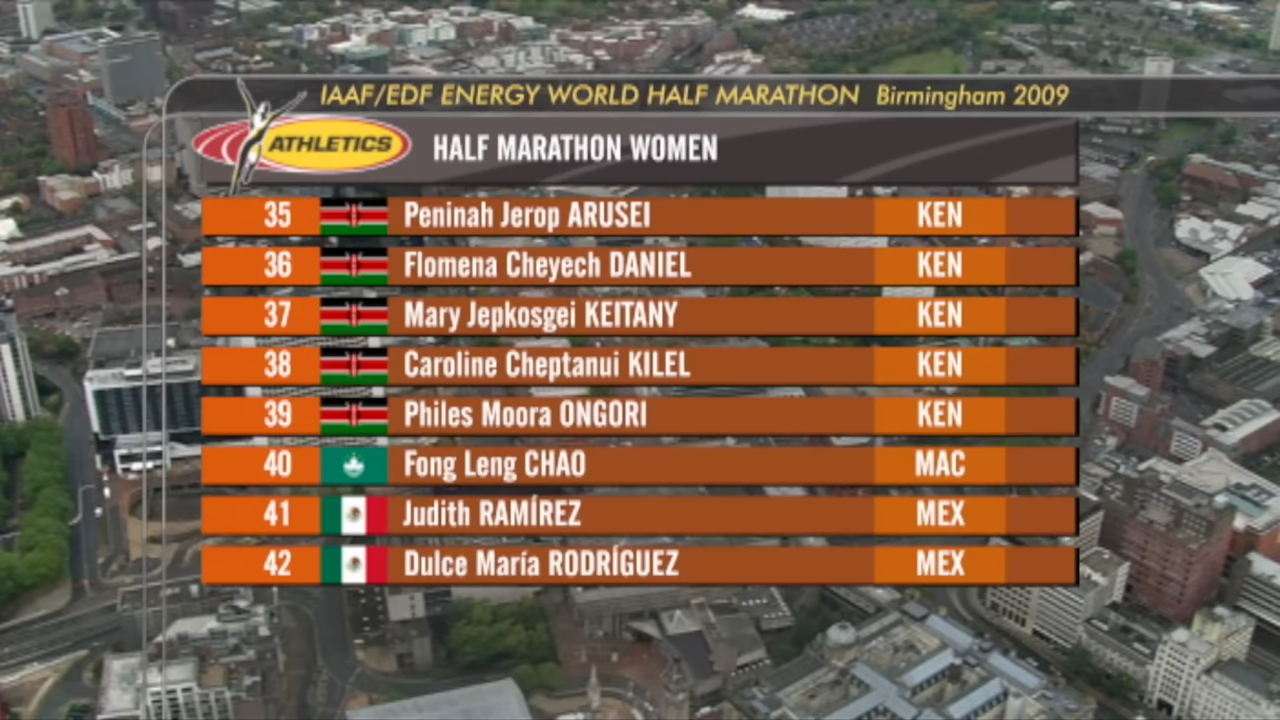 IAAF/EDF ENERGY WORLD HALF MARATHON Birmingham 2009
ATHLETICS HALF MARATHON WOMEN
35 Peninah Jerop ARUSEI KEN
36 Flomena Cheyech DANIEL KEN
37 Mary Jepkosgei KEITANY KEN
38 Caroline Cheptanui KILEL KEN
39 Philes Moora ONGORI KEN
40 Fong Leng CHAO MAC
41 Judith RAMÍREZ MEX
42 Dulce María RODRÍGUEZ MEX